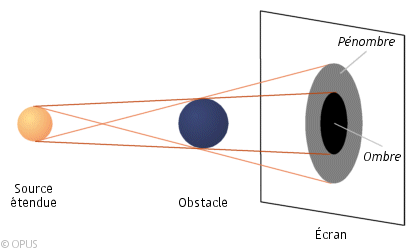 Pénombre
Ombre
Source
étendue
Obstacle
Écran
© OPUS